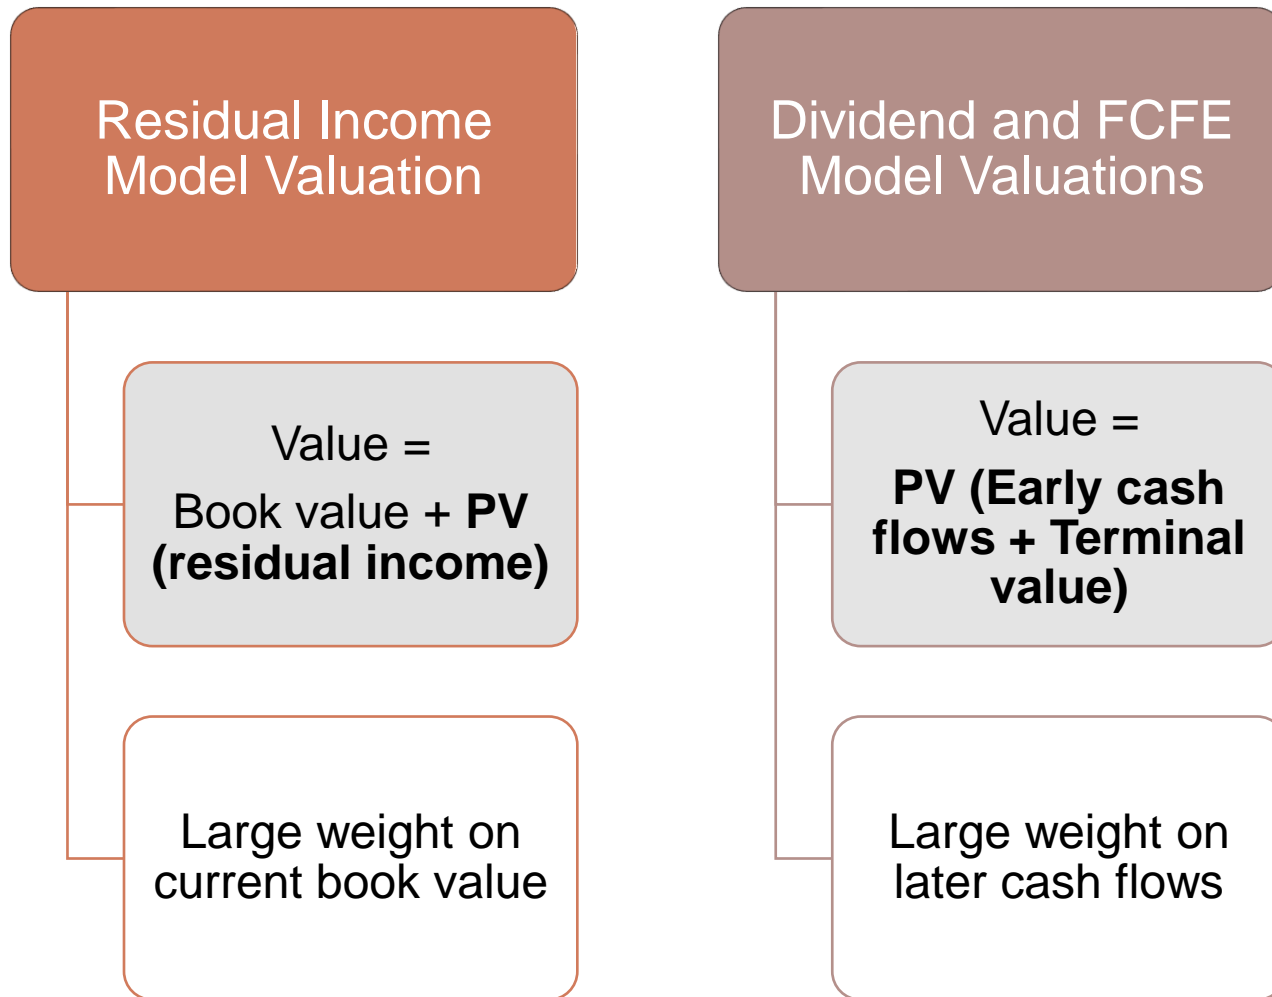 Residual Income
Model Valuation
Value =
Book value + PV
(residual income)
Large weight on
current book value
Dividend and FCFE
Model Valuations
Value =
PV (Early cash
flows + Terminal
value)
Large weight on
later cash flows